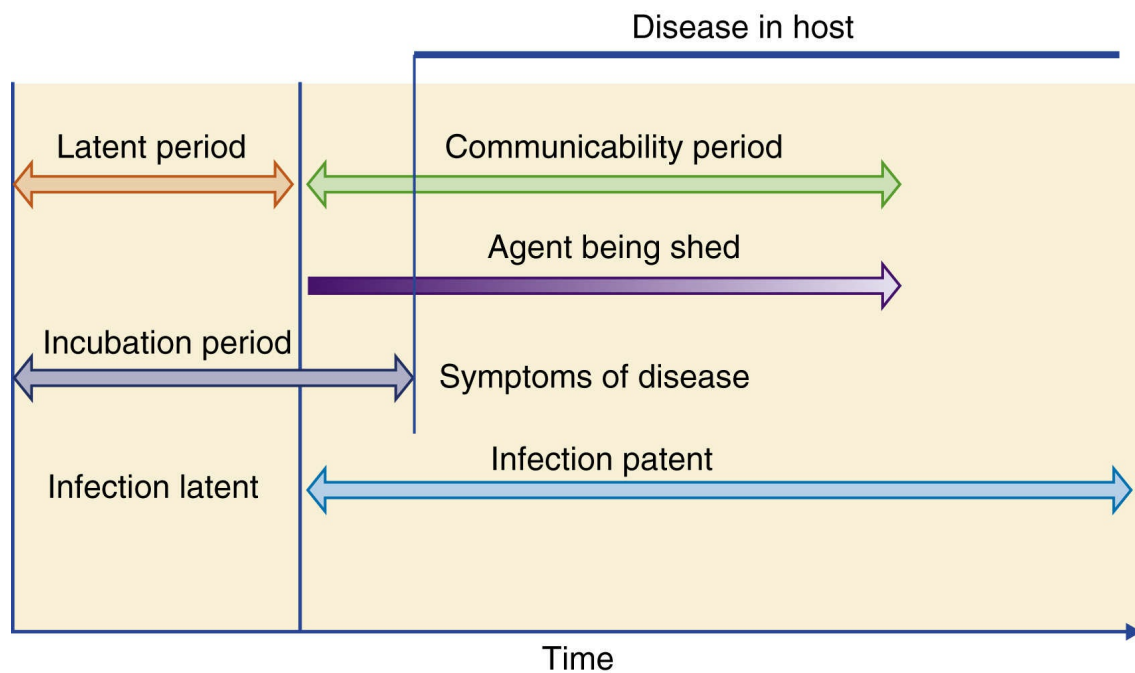 Disease in host
Latent period
Communicability period
Agent being shed
Incubation period
Symptoms of disease
Infection patent
Infection latent
Time